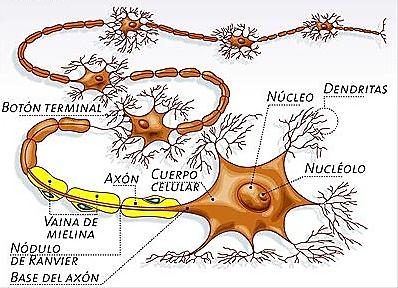 DENDRITAS
NÚCLEO
BOTÓN TERMINAL
NUCLÉOLO
CUERPO
CELULAR
AXÓN
VAINA DE
MIELINA
NÓDULO
DE RANVIER
BASE DEL AXÓN